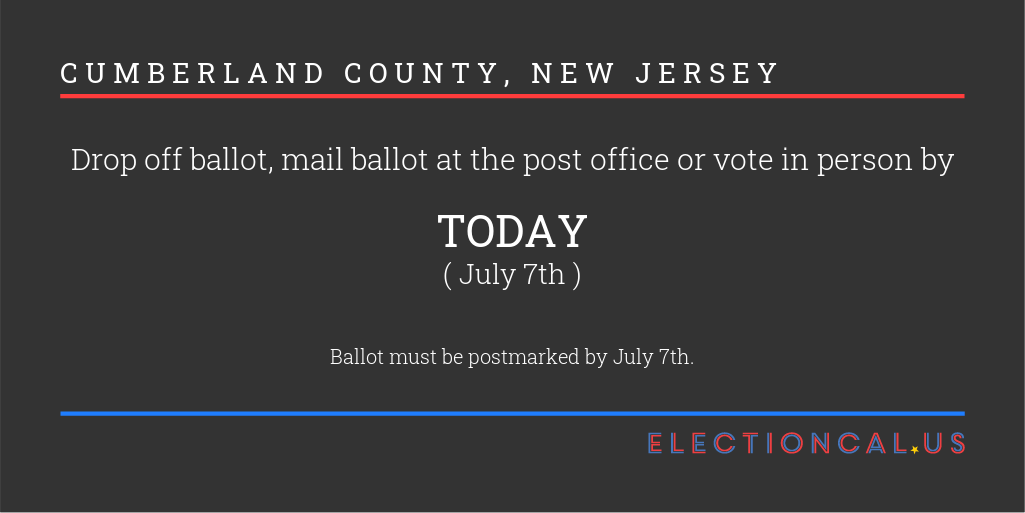 CUMBERLAND COUNTY, NEW JERSEY
Drop off ballot, mail ballot at the post office or vote in person by
TODAY
( July 7th )
Ballot must be postmarked by July 7th.
ELECTIONCAL.US